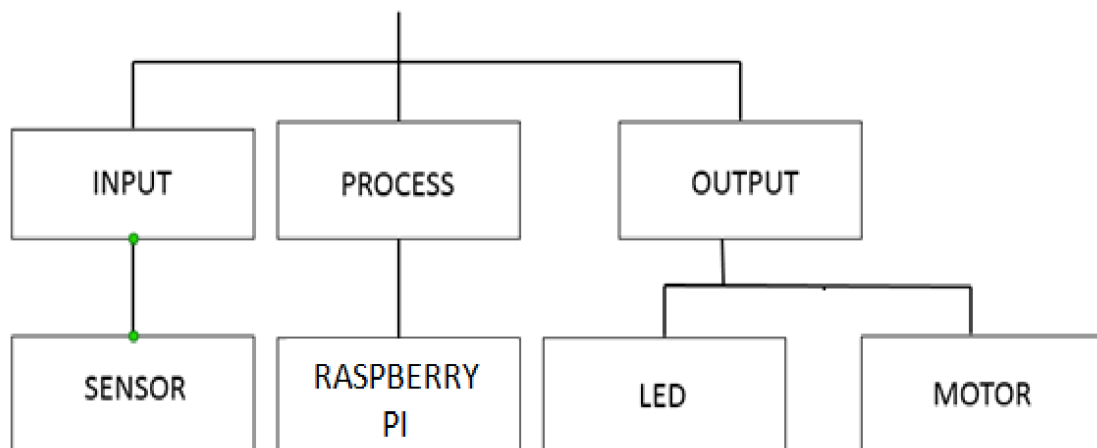 INPUT
PROCESS
OUTPUT
SENSOR
RASPBERRY
PI
LED
MOTOR